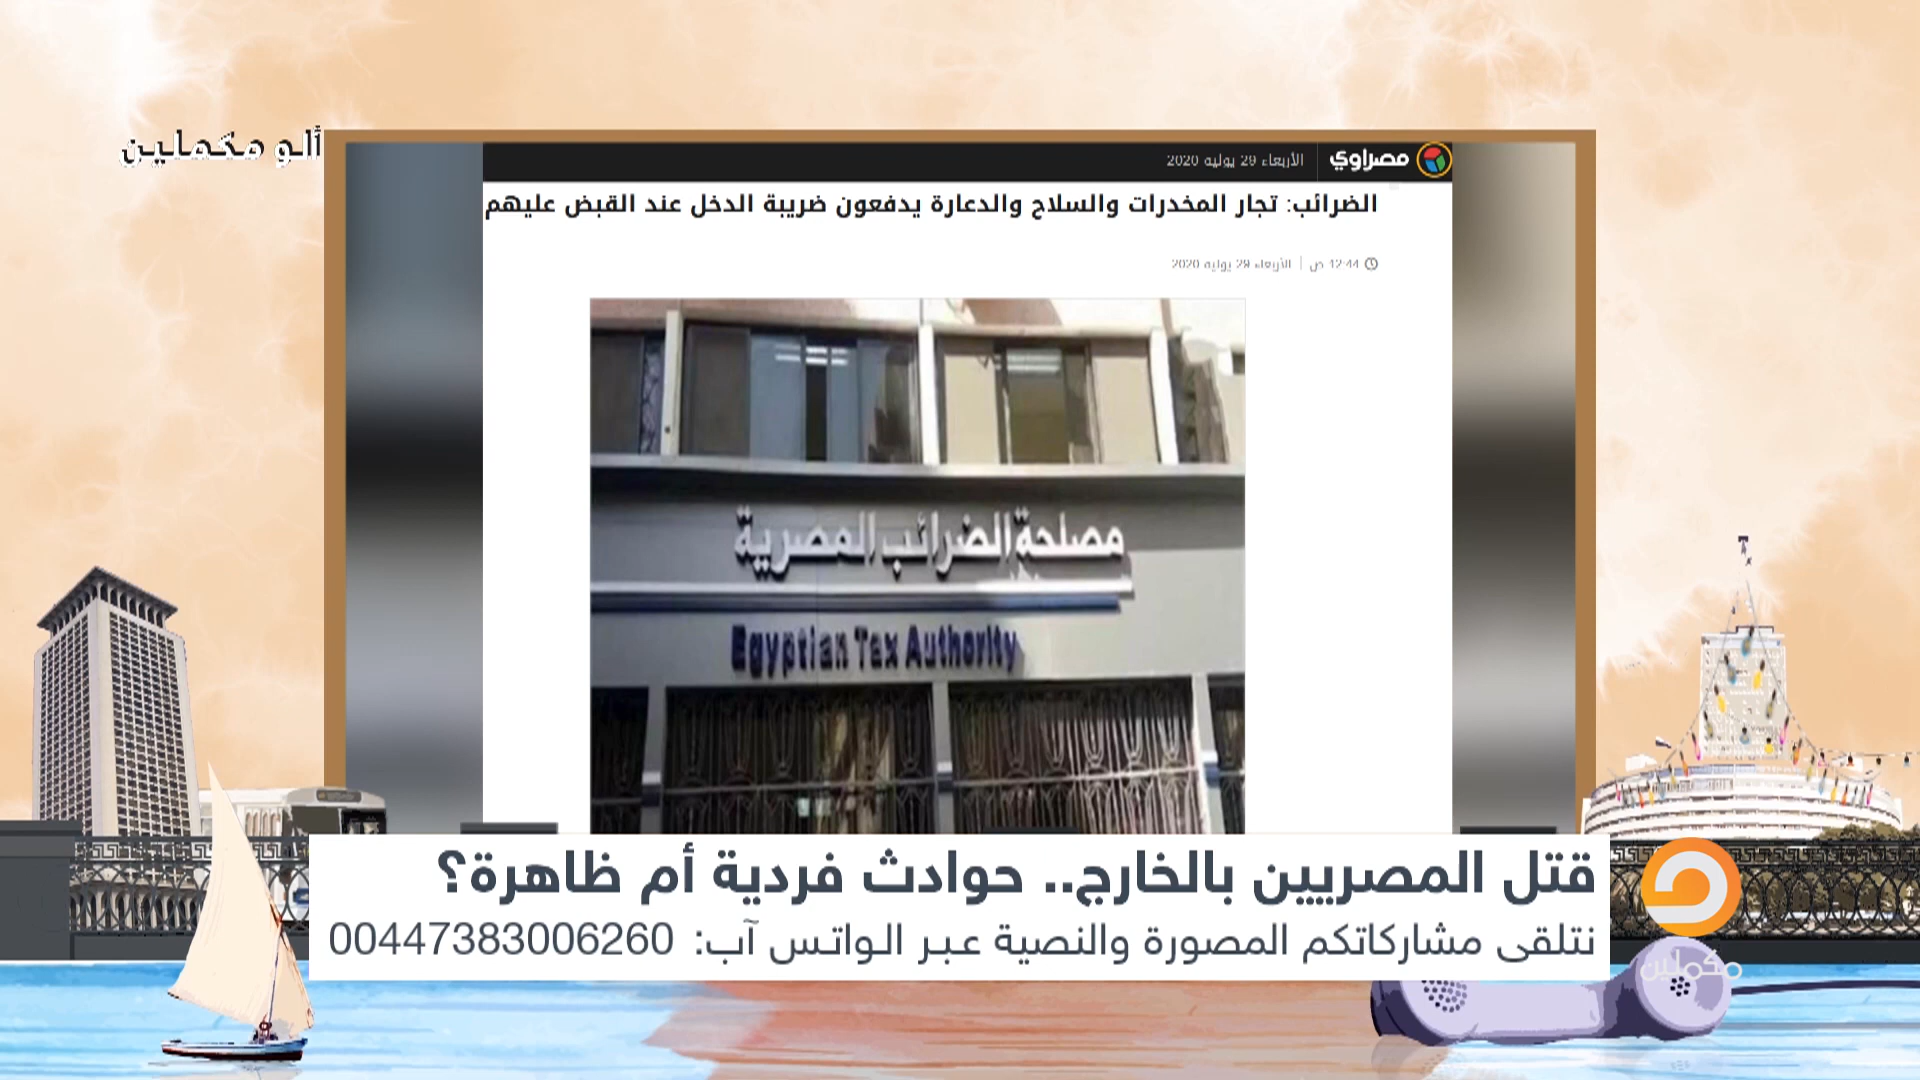 ألو مكملين
مصراوي
الأربعاء 29 يوليه 2020
الضرائب: تجار المخدرات والسلاح والدعارة يدفعون ضريبة الدخل عند القبض عليهم
12:44 ص | الأربعاء 29 يوليه 2020
مصلحة الضرائب المصرية
Egyptian Tax Authority
قتل المصريين بالخارج.. حوادث فردية أم ظاهرة؟
نتلقى مشاركاتكم المصورة والنصية عبر الواتس آب: 00447383006260
مكملين